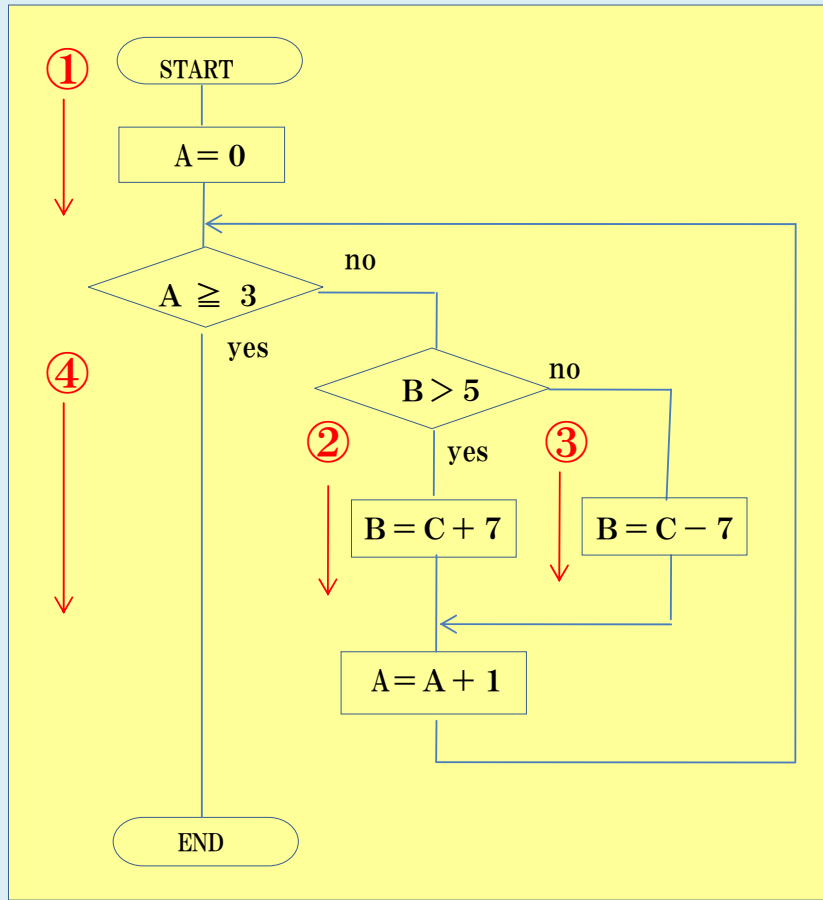 ①
START
A＝0
A ≧ 3
no
yes
④
B＞5
no
yes
②
③
B＝C＋7
B＝C－7
A＝A＋1
END